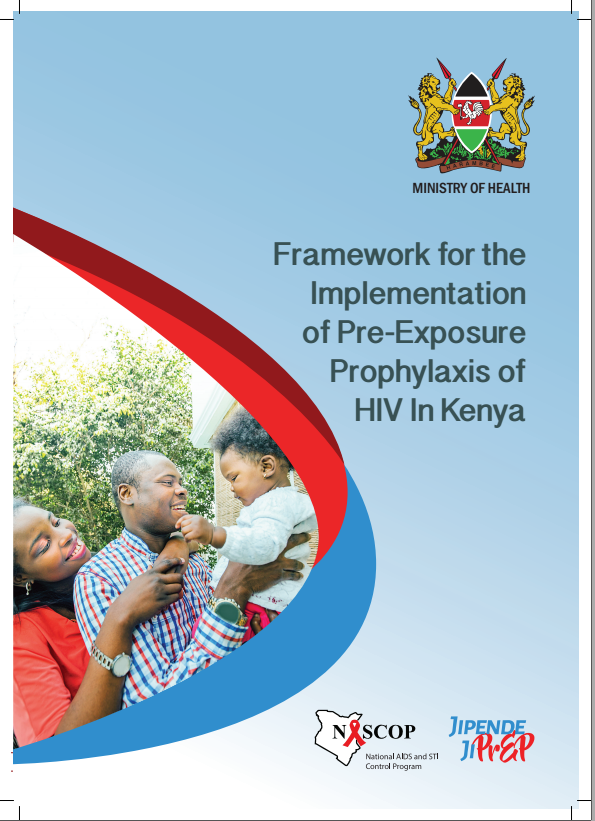 HARAMBEE
MINISTRY OF HEALTH
Framework for the
Implementation
of Pre-Exposure
Prophylaxis of
HIV In Kenya
NASCOP
National AIDS and STI
Control Program
JIPENDE
JIPrEP